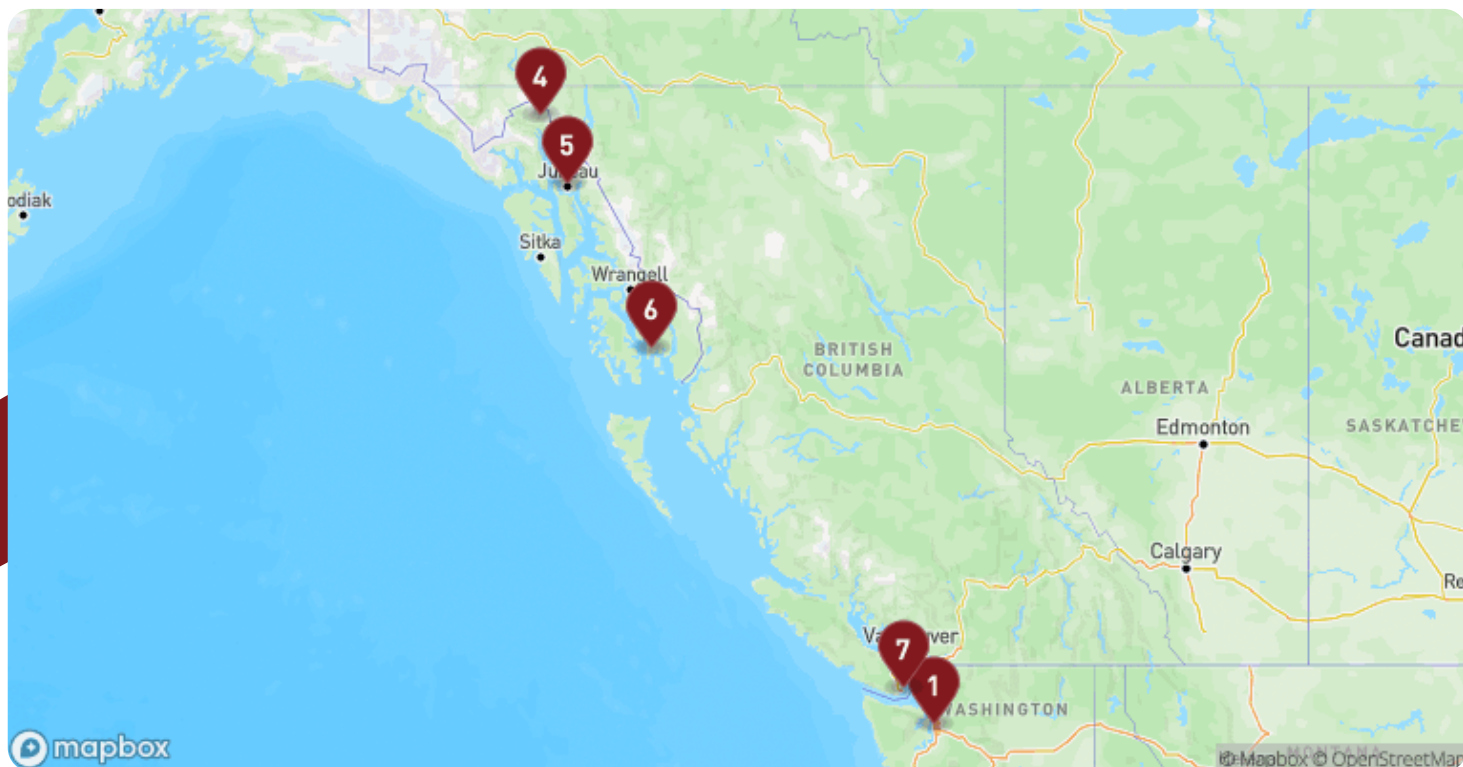 4
5
odiak
Sitka
Wrangell
6
BRITISH
COLUMBIA
Canad
ALBERTA
Edmonton
SASKATCHE
Calgary
Re
7
1
WASHINGTON
mapbox
© Mapbox © OpenStreetMap